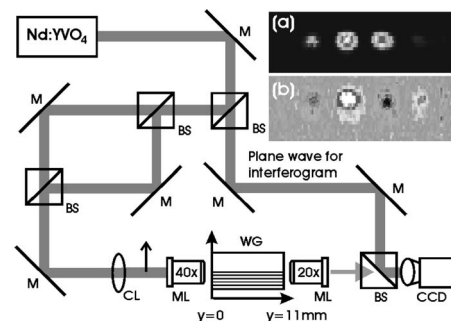 Nd:YVO4
M
(a)
(b)
M
BS
BS
Plane wave for
interferogram
BS
M
M
M
M
WG
40x
20x
CL
ML
ML
BS
CCD
y=0
y=11mm